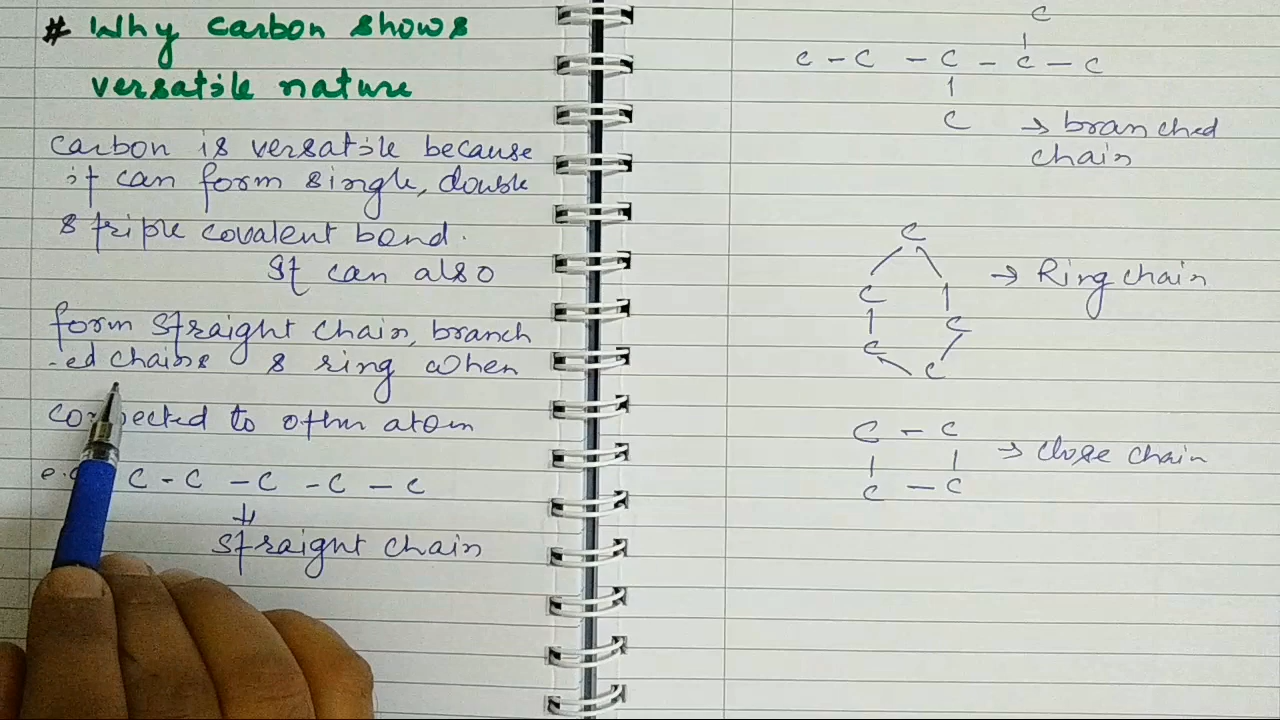 # Why carbon shows
versatile nature
carbon is versatile because
it can form single, double
& triple covalent bond.
It can also
form straight chain, branch
-ed chains & ring when
connected to other atom
C - C - C - C - C
straight chain
C
C - C - C - C - C
C → branched
chain
C
→ Ring chain
C
C
C
C
C - C
→ close chain
C - C